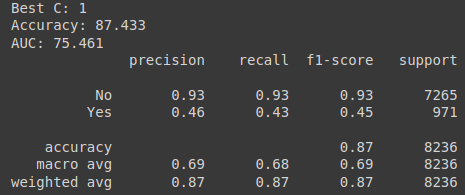 Best C: 1
Accuracy: 87.433
AUC: 75.461
precision recall f1-score support
No 0.93 0.93 0.93 7265
Yes 0.46 0.43 0.45 971
accuracy 0.87 8236
macro avg 0.69 0.68 0.69 8236
weighted avg 0.87 0.87 0.87 8236